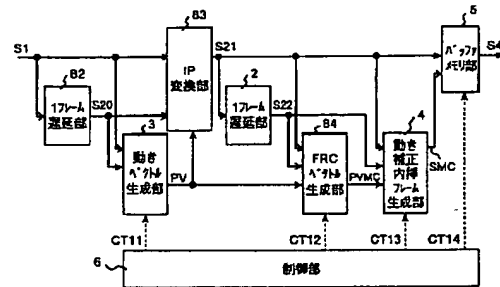 S1
82
1フレーム
遅延部
S20
83
IP
変換部
S21
3
動き
ベクトル
生成部
PV
2
1フレーム
遅延部
S22
84
FRC
ベクトル
生成部
PVMC
4
動き
補正
内挿
フレーム
生成部
SMC
5
バッファ
メモリ部
S4
CT11
CT12
CT13
CT14
6
制御部